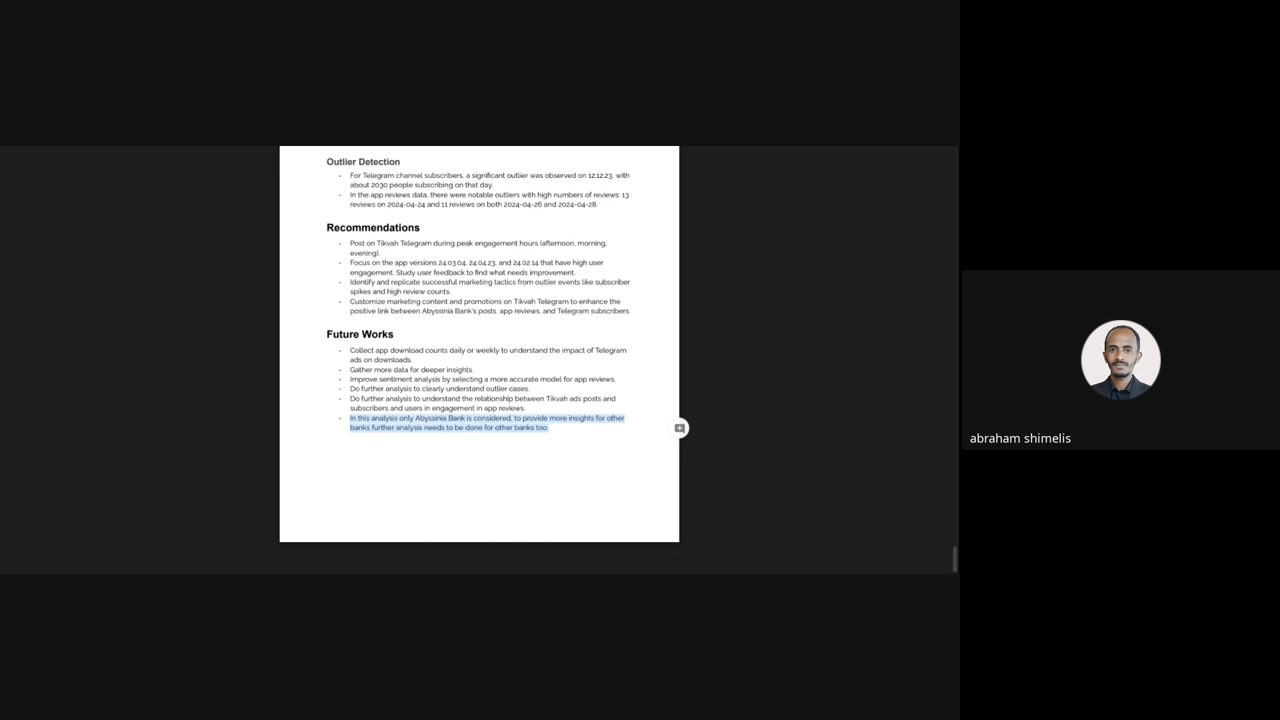 Outlier Detection
- For Telegram channel subscribers, a significant outlier was observed on 12.12.23, with
about 2030 people subscribing on that day.
- In the app reviews data, there were notable outliers with high numbers of reviews: 13
reviews on 2024-04-24 and 11 reviews on both 2024-04-26 and 2024-04-28.
Recommendations
- Post on Tikvah Telegram during peak engagement hours (afternoon, morning,
evening).
- Focus on the app versions 24.03.04, 24.04.23, and 24.02.14 that have high user
engagement. Study user feedback to find what needs improvement.
- Identify and replicate successful marketing tactics from outlier events like subscriber
spikes and high review counts.
- Customize marketing content and promotions on Tikvah Telegram to enhance the
positive link between Abyssinia Bank's posts, app reviews, and Telegram subscribers.
Future Works
- Collect app download counts daily or weekly to understand the impact of Telegram
ads on downloads.
- Gather more data for deeper insights.
- Improve sentiment analysis by selecting a more accurate model for app reviews.
- Do further analysis to clearly understand outlier cases.
- Do further analysis to understand the relationship between Tikvah ads posts and
subscribers and users in engagement in app reviews.
- In this analysis only Abyssinia Bank is considered, to provide more insights for other
banks further analysis needs to be done for other banks too.
abraham shimelis